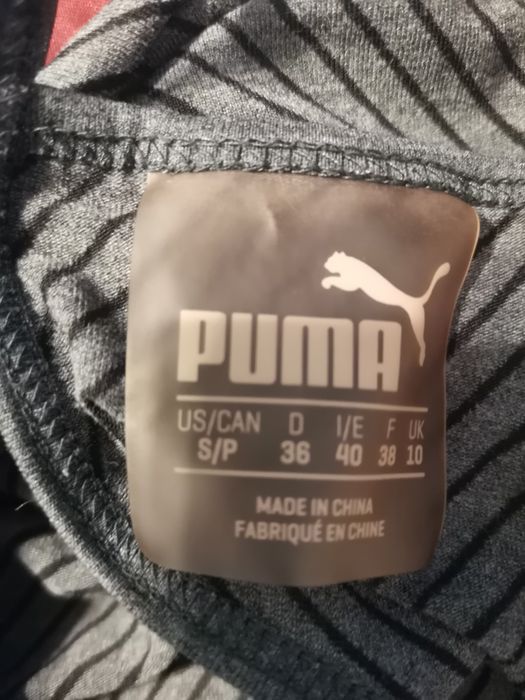 PUMA
US/CAN D I/E F UK
S/P 36 40 38 10
MADE IN CHINA
FABRIQUÉ EN CHINE